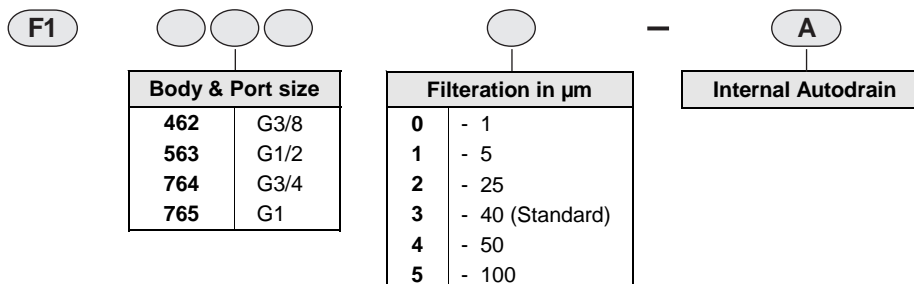 F1 – A
Body & Port size
462 G3/8
563 G1/2
764 G3/4
765 G1
Filteration in µm
0 - 1
1 - 5
2 - 25
3 - 40 (Standard)
4 - 50
5 - 100
Internal Autodrain